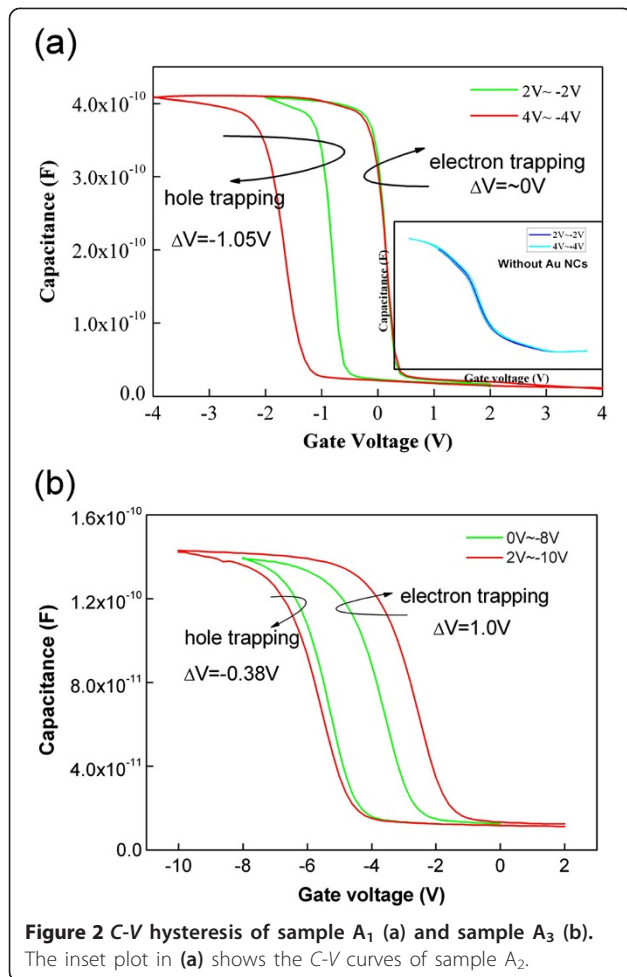 (a)
4.0x10⁻¹⁰
3.0x10⁻¹⁰
2.0x10⁻¹⁰
1.0x10⁻¹⁰
0.0
Capacitance (F)
2V~ -2V
4V~ -4V
hole trapping
ΔV=-1.05V
electron trapping
ΔV=~0V
2V~-2V
4V~-4V
Without Au NCs
Capacitance (F)
Gate voltage (V)
-4 -3 -2 -1 0 1 2 3 4
Gate Voltage (V)
(b)
1.6x10⁻¹⁰
1.2x10⁻¹⁰
8.0x10⁻¹¹
4.0x10⁻¹¹
0.0
Capacitance (F)
0V~-8V
2V~-10V
electron trapping
ΔV=1.0V
hole trapping
ΔV=-0.38V
-10 -8 -6 -4 -2 0 2
Gate voltage (V)
Figure 2 C-V hysteresis of sample A₁ (a) and sample A₃ (b).
The inset plot in (a) shows the C-V curves of sample A₂.